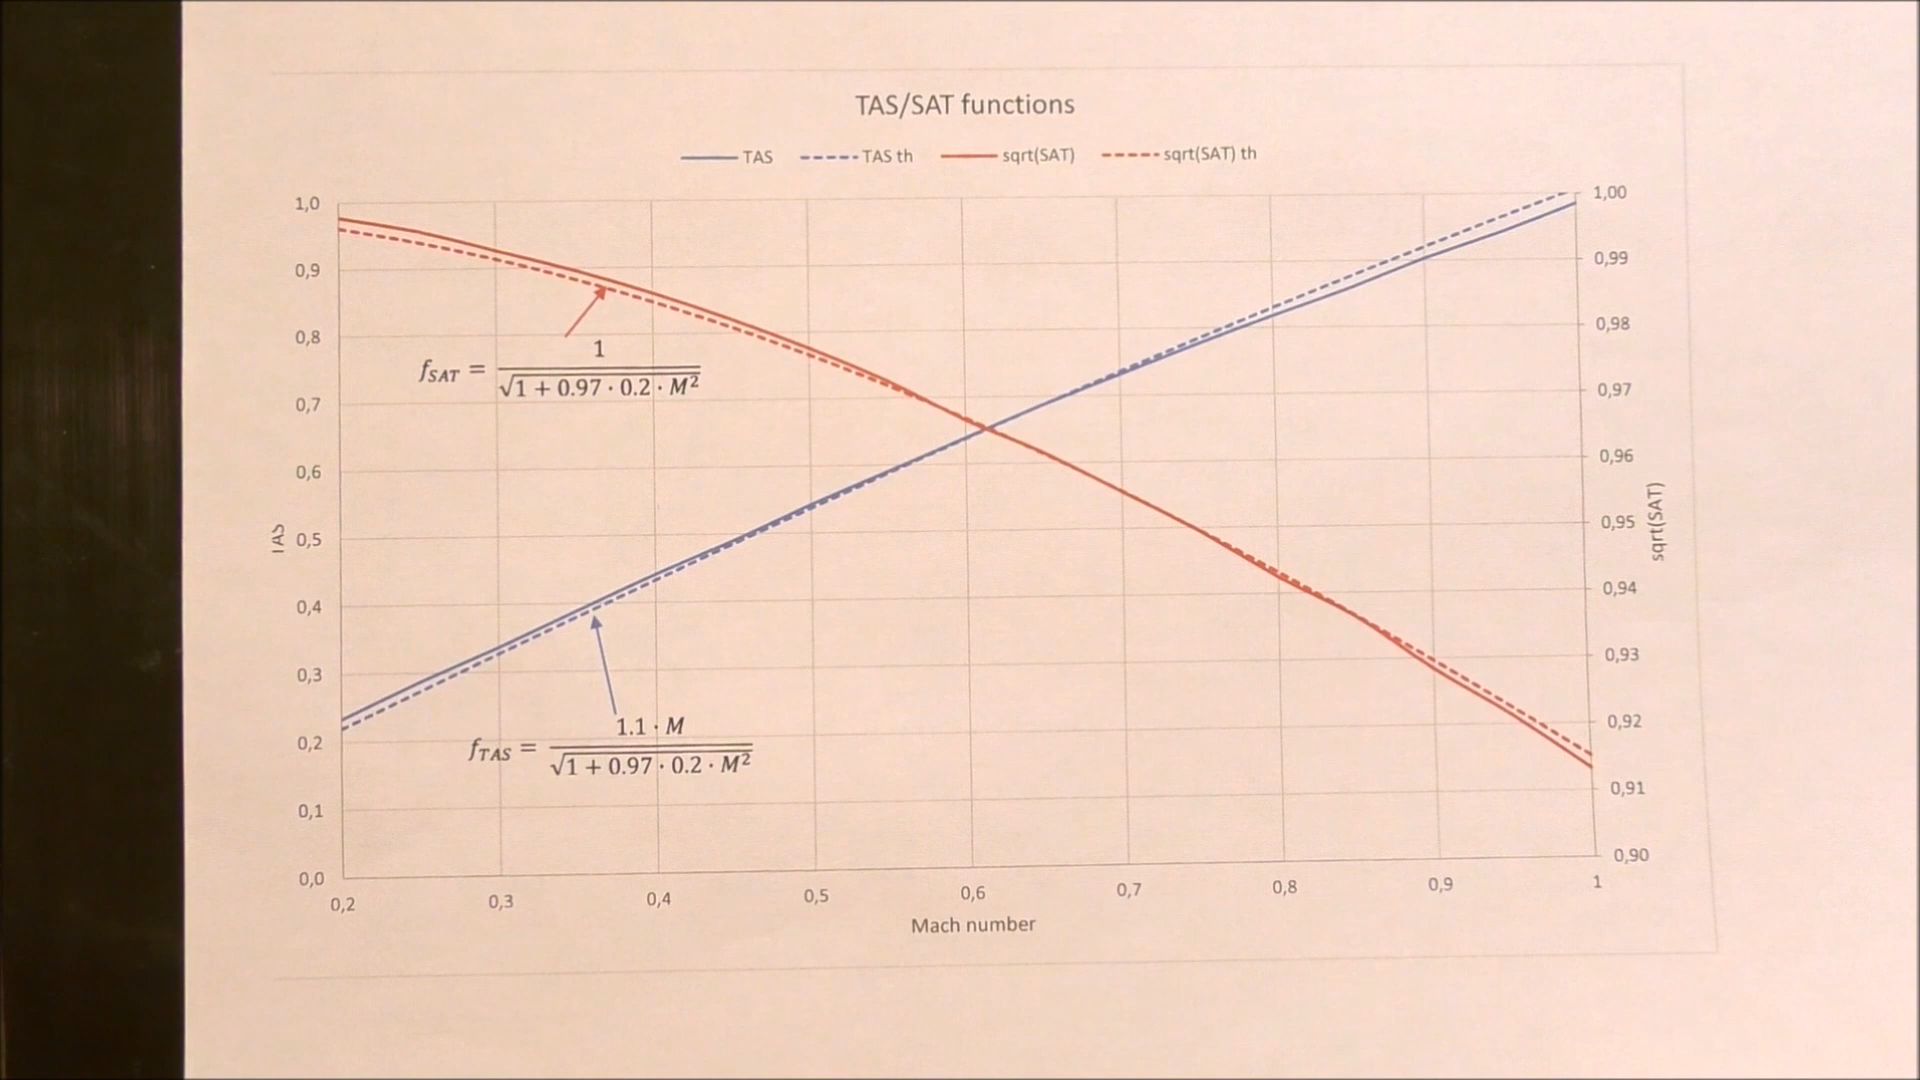 TAS/SAT functions
TAS TAS th sqrt(SAT) sqrt(SAT) th
1,0
0,9
0,8
0,7
0,6
0,5
0,4
0,3
0,2
0,1
0,0
TAS
f_SAT = 1 / √(1 + 0.97 · 0.2 · M²)
f_TAS = 1.1 · M / √(1 + 0.97 · 0.2 · M²)
1,00
0,99
0,98
0,97
0,96
0,95
0,94
0,93
0,92
0,91
0,90
sqrt(SAT)
0,2 0,3 0,4 0,5 0,6 0,7 0,8 0,9 1
Mach number